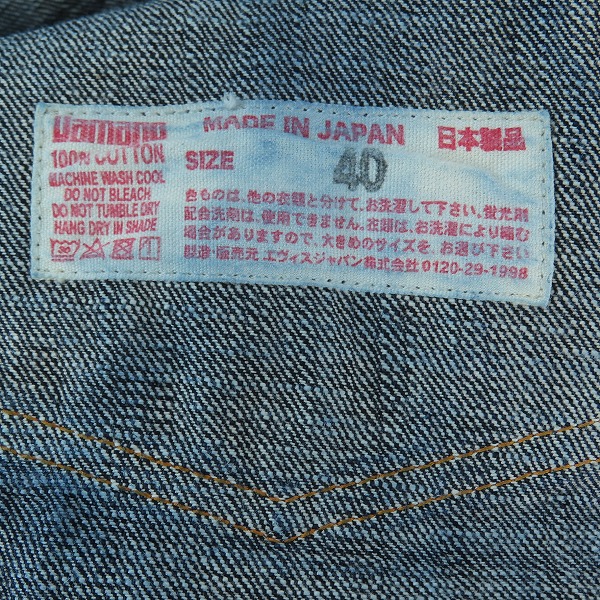 Damono
MADE IN JAPAN
日本製品
100% COTTON
MACHINE WASH COOL
DO NOT BLEACH
DO NOT TUMBLE DRY
HANG DRY IN SHADE
SIZE 40
色ものは、他の衣類と分けて、お洗濯して下さい。蛍光剤
配合洗剤は、使用できません。衣類は、お洗濯により縮む
場合がありますので、大きめのサイズを、お選び下さい
製造・販売元 エヴィスジャパン株式会社 0120-29-1998